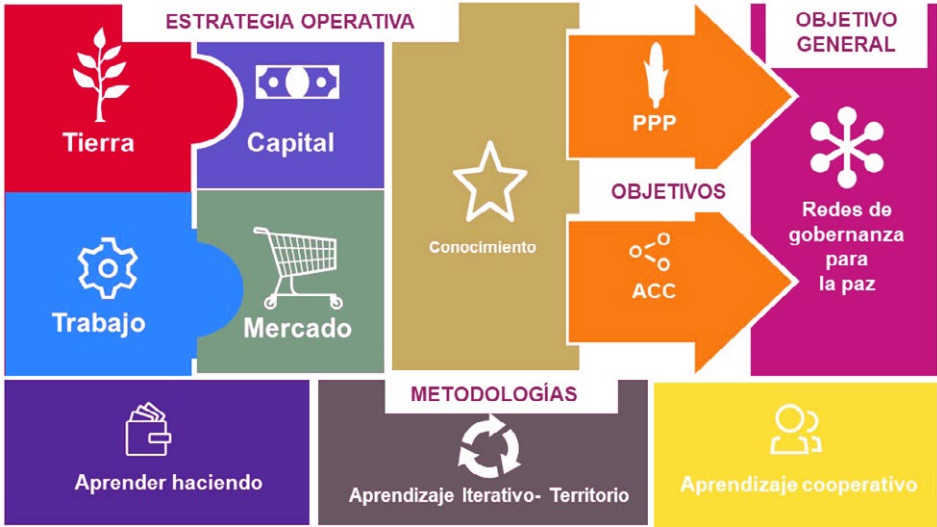 ESTRATEGIA OPERATIVA
OBJETIVO
GENERAL
Tierra
Capital
PPP
Conocimiento
OBJETIVOS
Redes de
gobernanza
para
la paz
Trabajo
Mercado
ACC
METODOLOGÍAS
Aprender haciendo
Aprendizaje Iterativo- Territorio
Aprendizaje cooperativo